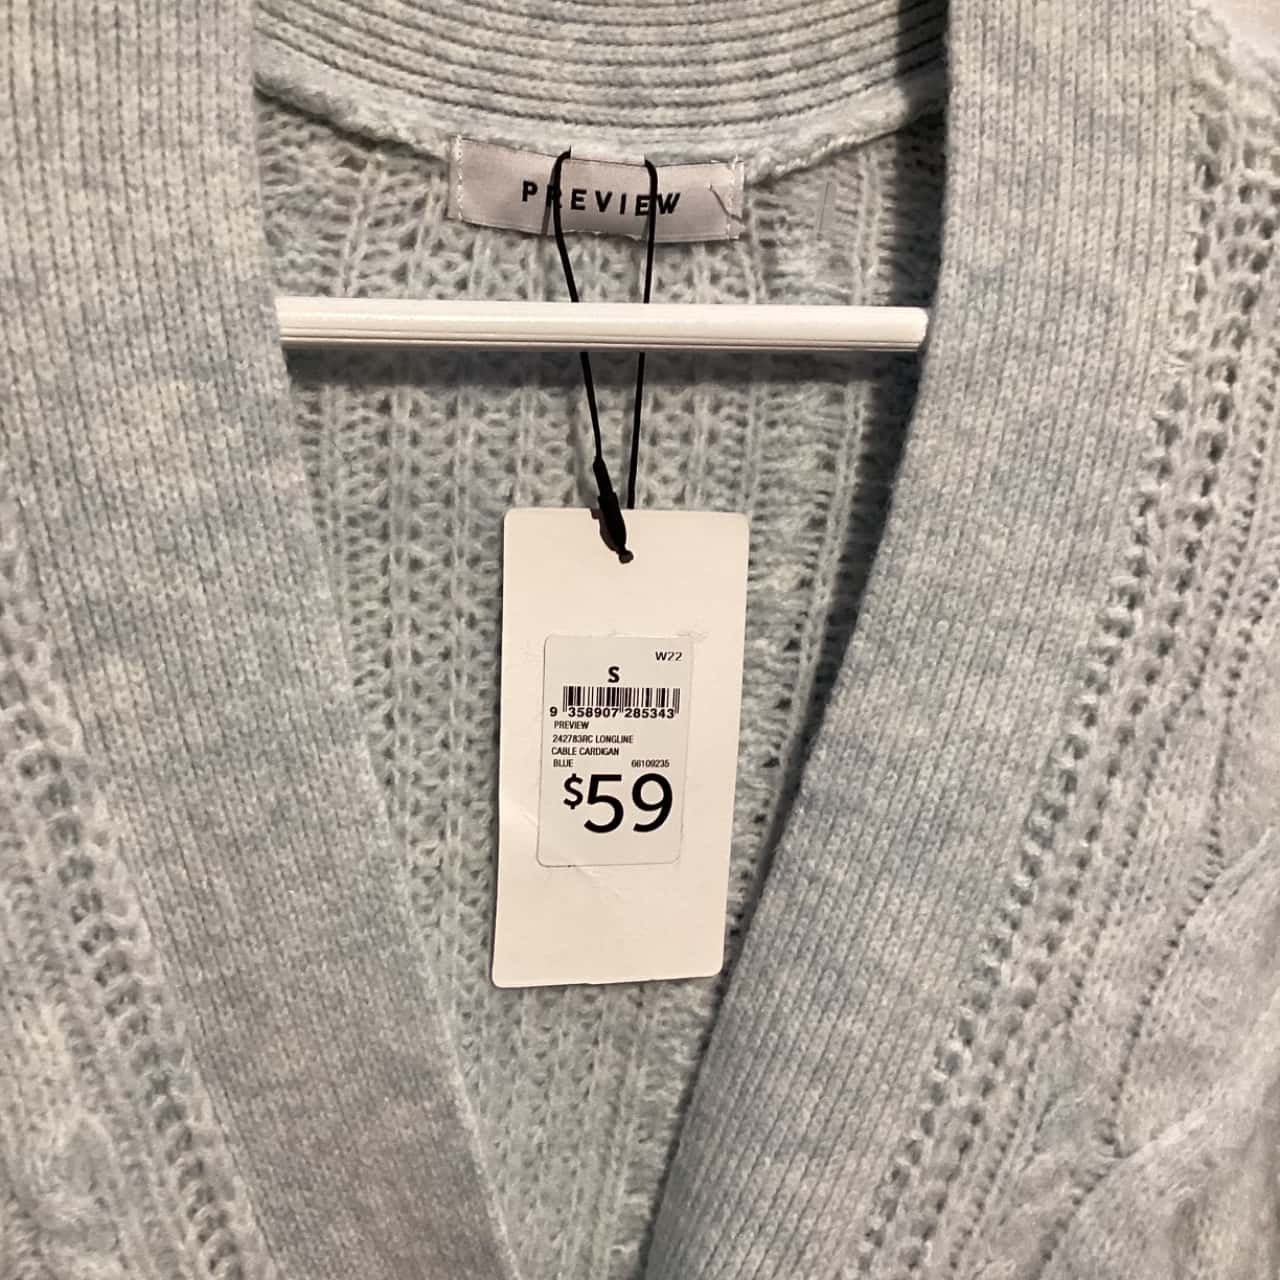 PREVIEW
W22
S
9 358907 285343
PREVIEW
242783RC LONGLINE
CABLE CARDIGAN
BLUE 66109235
$59